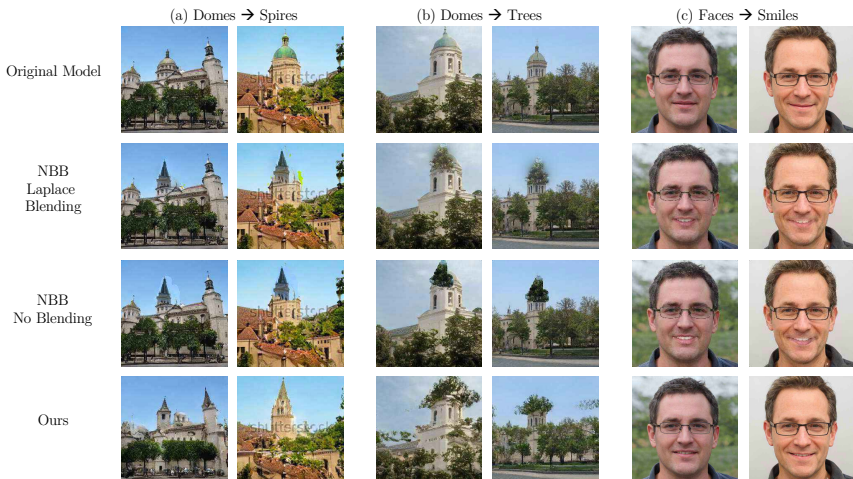 (a) Domes → Spires
(b) Domes → Trees
(c) Faces → Smiles
Original Model
NBB
Laplace
Blending
NBB
No Blending
Ours